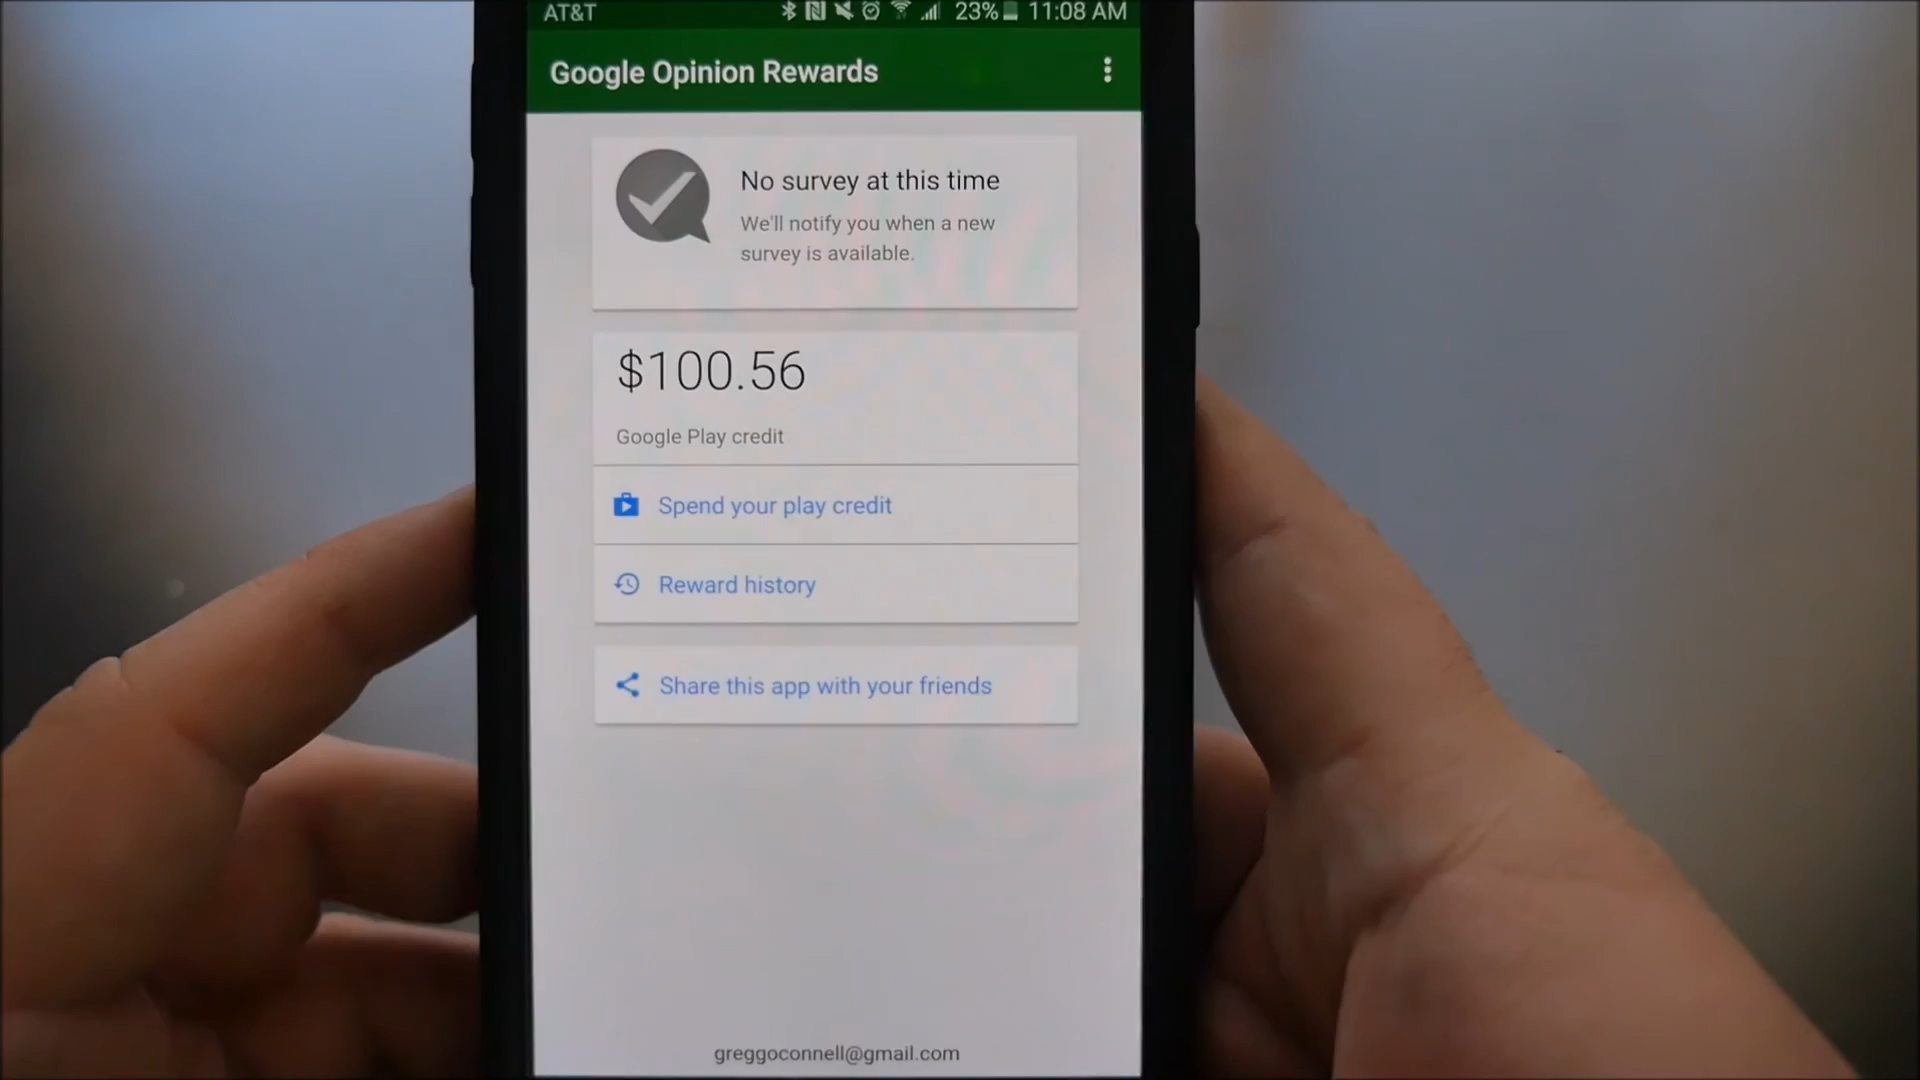 AT&T 23% 11:08 AM
Google Opinion Rewards
No survey at this time
We'll notify you when a new
survey is available.
$100.56
Google Play credit
Spend your play credit
Reward history
Share this app with your friends
greggoconnell@gmail.com